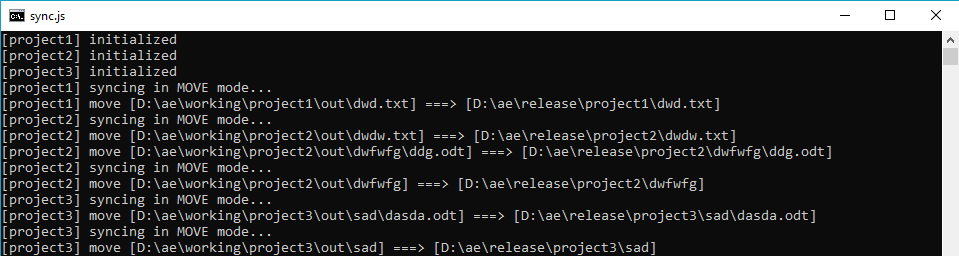 C:\. sync.js
[project1] initialized
[project2] initialized
[project3] initialized
[project1] syncing in MOVE mode...
[project1] move [D:\ae\working\project1\out\dwd.txt] ===> [D:\ae\release\project1\dwd.txt]
[project2] syncing in MOVE mode...
[project2] move [D:\ae\working\project2\out\dwdw.txt] ===> [D:\ae\release\project2\dwdw.txt]
[project2] move [D:\ae\working\project2\out\dwfwfg\ddg.odt] ===> [D:\ae\release\project2\dwfwfg\ddg.odt]
[project2] syncing in MOVE mode...
[project2] move [D:\ae\working\project2\out\dwfwfg] ===> [D:\ae\release\project2\dwfwfg]
[project3] syncing in MOVE mode...
[project3] move [D:\ae\working\project3\out\sad\dasda.odt] ===> [D:\ae\release\project3\sad\dasda.odt]
[project3] syncing in MOVE mode...
[project3] move [D:\ae\working\project3\out\sad] ===> [D:\ae\release\project3\sad]